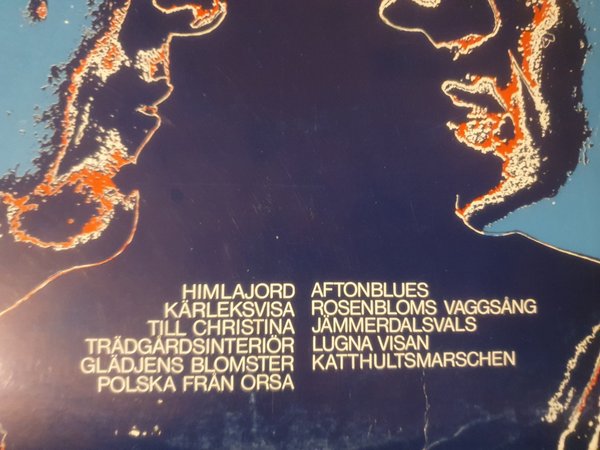 HIMLAJORD
KÄRLEKSVISA
TILL CHRISTINA
TRÄDGÅRDSINTERIÖR
GLÄDJENS BLOMSTER
POLSKA FRÅN ORSA
AFTONBLUES
ROSENBLOMS VAGGSÅNG
JÄMMERDALSVALS
LUGNA VISAN
KATTHULTSMARSCHEN